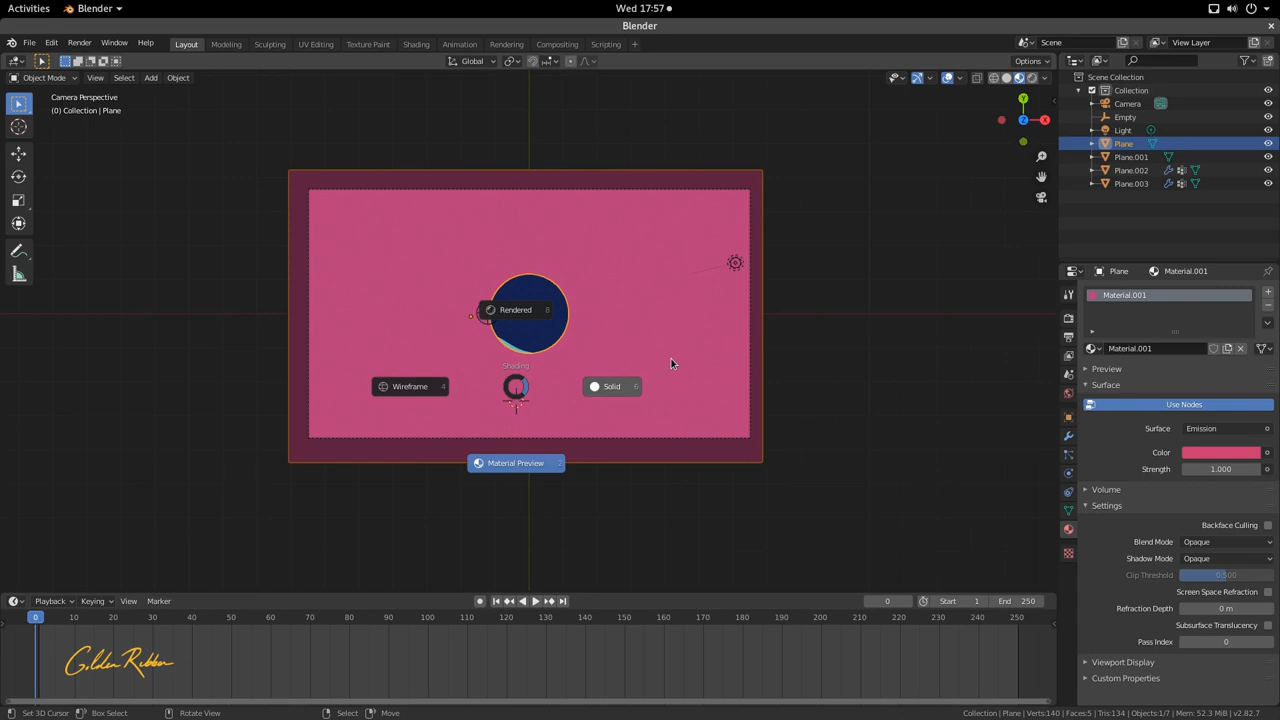 Activities Blender Wed 17:57
Blender
File Edit Render Window Help Layout Modeling Sculpting UV Editing Texture Paint Shading Animation Rendering Compositing Scripting + Scene View Layer
Global Options
Object Mode View Select Add Object
Camera Perspective
(0) Collection | Plane
Y
Z X
Scene Collection
Collection
Camera
Empty
Light
Plane
Plane.001
Plane.002
Plane.003
Rendered 8
Shading
Wireframe 4
Solid 6
Material Preview 2
Plane Material.001
Material.001
Material.001
Preview
Surface
Use Nodes
Surface Emission
Color
Strength 1.000
Volume
Settings
Backface Culling
Blend Mode Opaque
Shadow Mode Opaque
Clip Threshold 0.500
Screen Space Refraction
Refraction Depth 0 m
Subsurface Translucency
Pass Index 0
Viewport Display
Custom Properties
Playback Keying View Marker 0 Start 1 End 250
0 10 20 30 40 50 60 70 80 90 100 110 120 130 140 150 160 170 180 190 200 210 220 230 240 250
Golden Ribbon
Set 3D Cursor Box Select Rotate View Select Move Collection | Plane | Verts:140 | Faces:5 | Tris:134 | Objects:1/7 | Mem: 52.3 MiB | v2.82.7